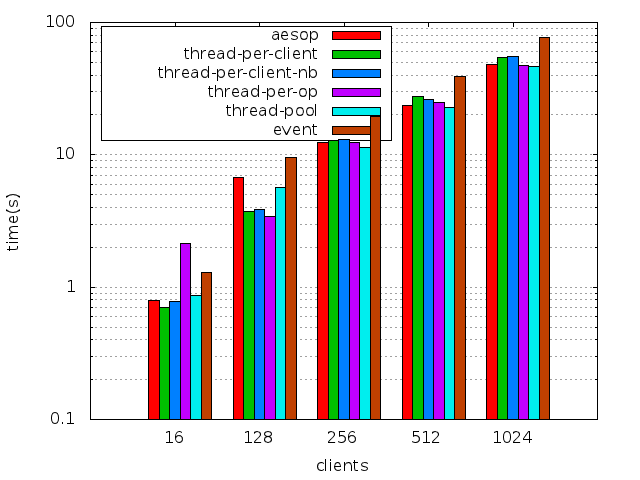 100
aesop
thread-per-client
thread-per-client-nb
thread-per-op
thread-pool
event
10
time(s)
1
0.1
16 128 256 512 1024
clients